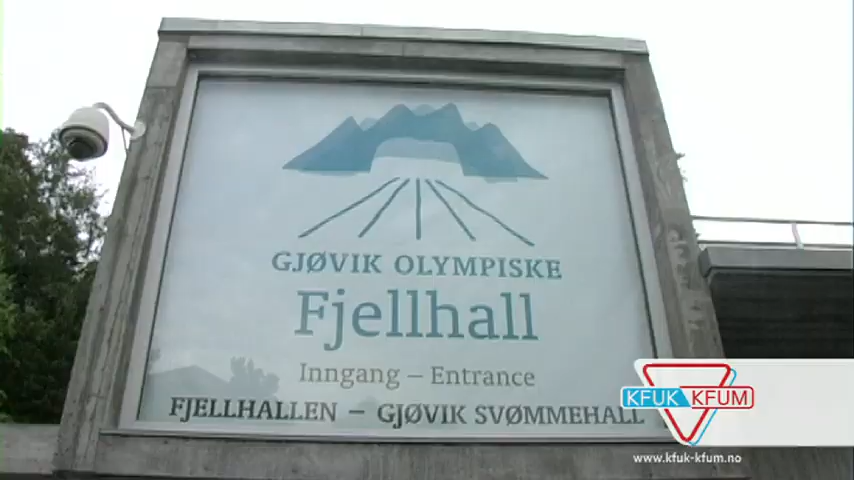 GJØVIK OLYMPISKE
Fjellhall
Inngang – Entrance
FJELLHALLEN – GJØVIK SVØMMEHALL
KFUK KFUM
www.kfuk-kfum.no